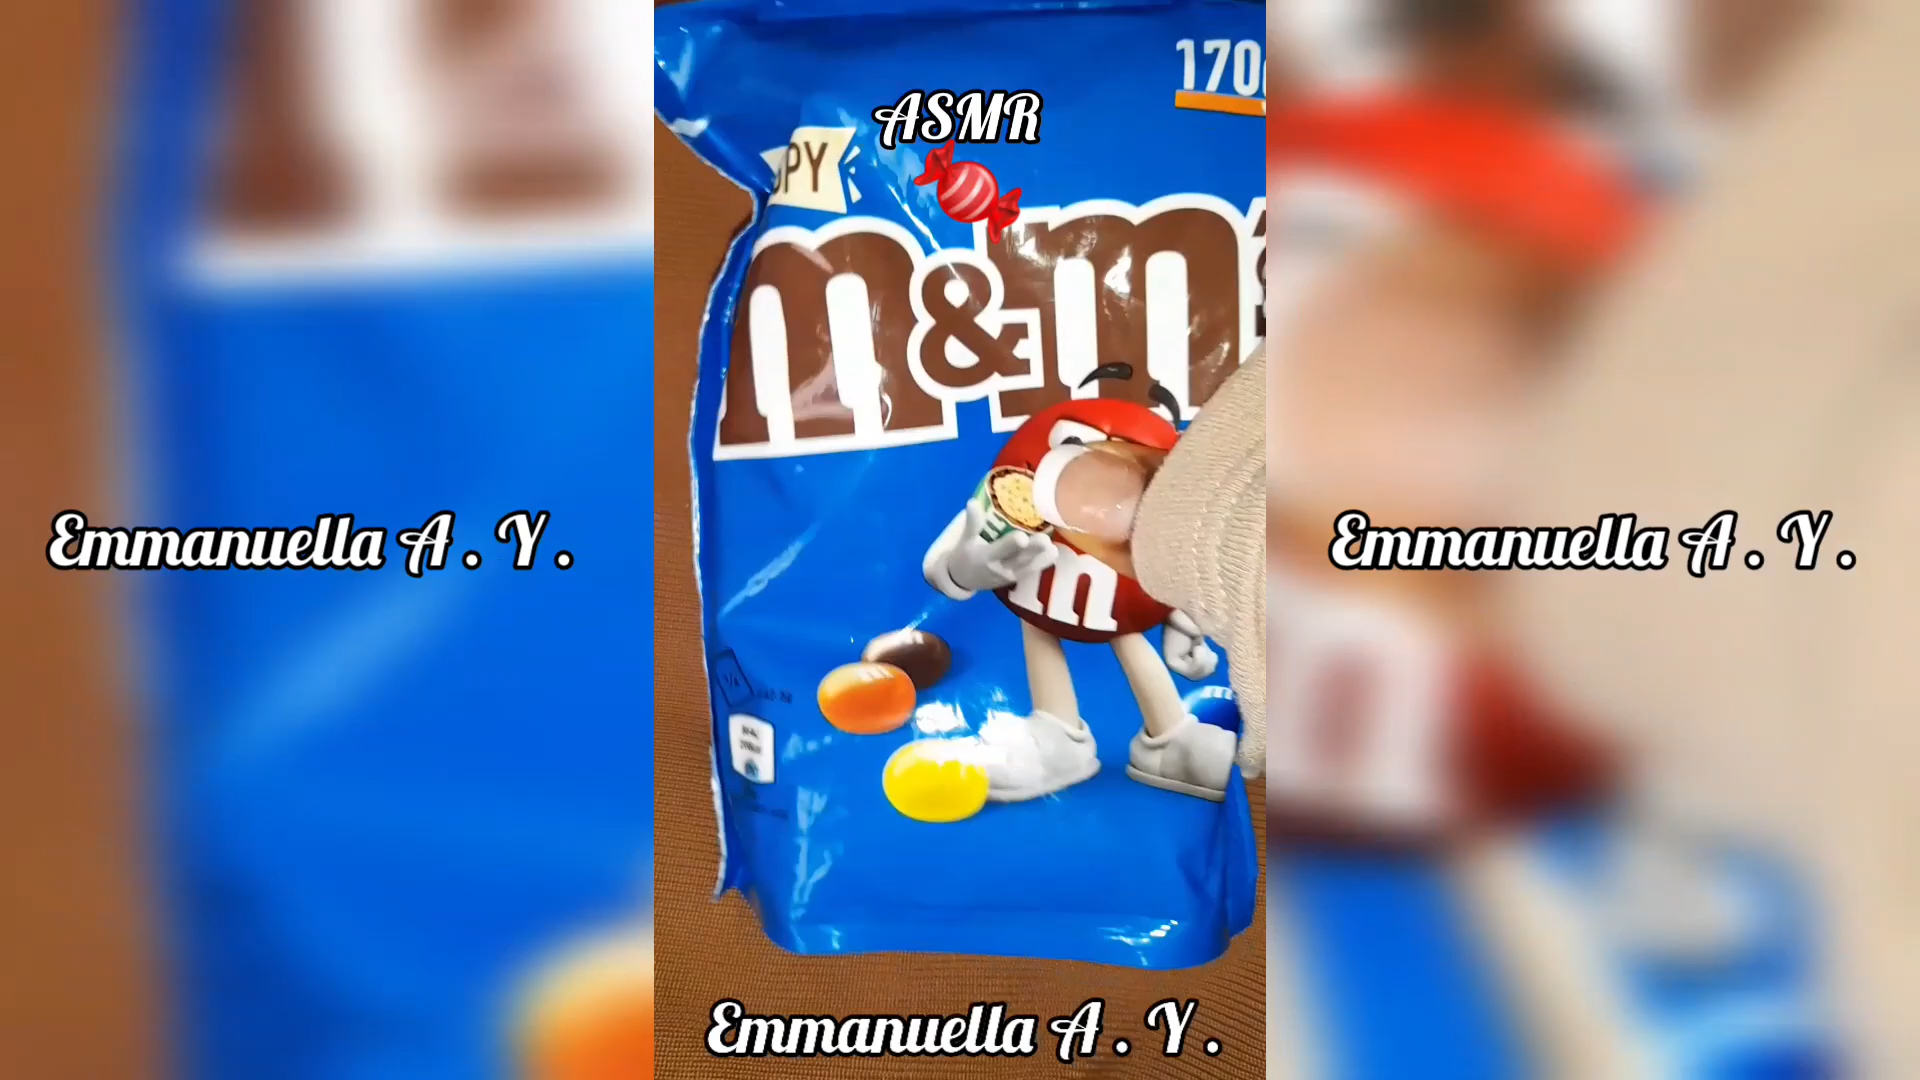 170
ASMR
PY
m&m
m
Emmanuella A. Y.
Emmanuella A. Y.
Emmanuella A. Y.